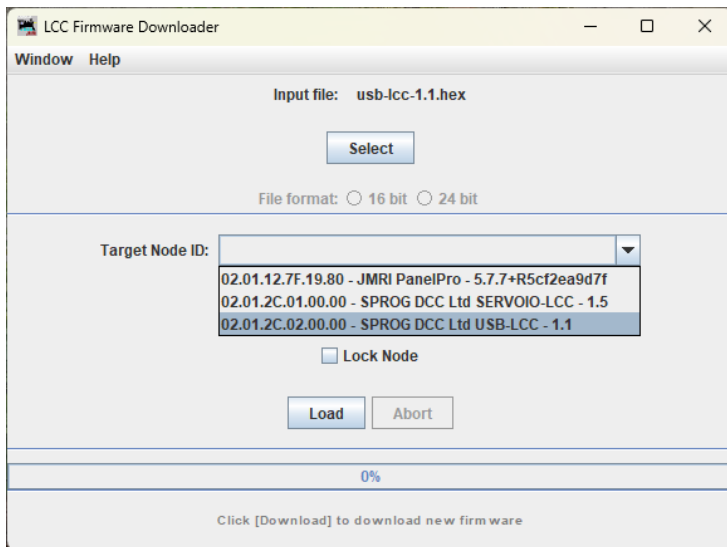 LCC Firmware Downloader
Window Help
Input file: usb-lcc-1.1.hex
Select
File format: 16 bit 24 bit
Target Node ID:
02.01.12.7F.19.80 - JMRI PanelPro - 5.7.7+R5cf2ea9d7f
02.01.2C.01.00.00 - SPROG DCC Ltd SERVOIO-LCC - 1.5
02.01.2C.02.00.00 - SPROG DCC Ltd USB-LCC - 1.1
Lock Node
Load Abort
0%
Click [Download] to download new firmware